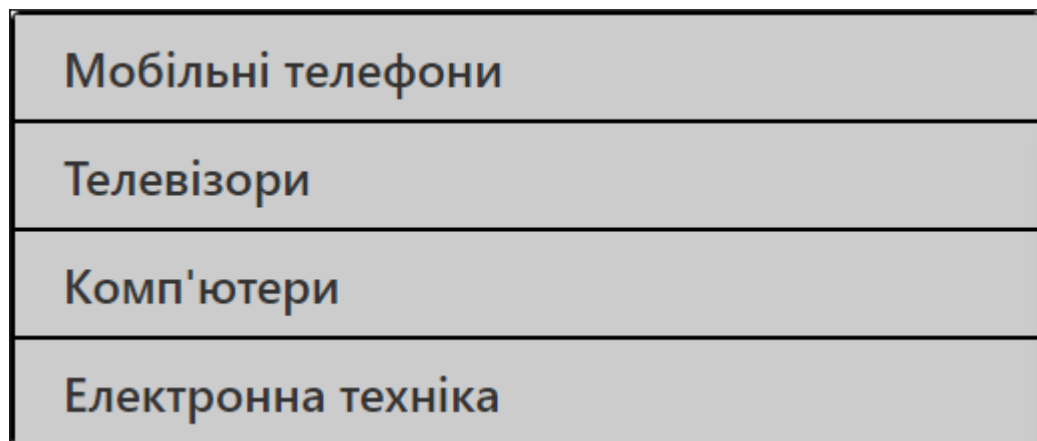 Мобільні телефони
Телевізори
Комп'ютери
Електронна техніка